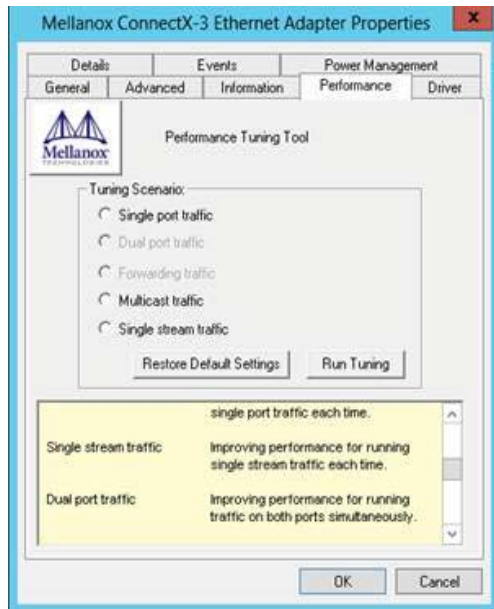 Mellanox ConnectX-3 Ethernet Adapter Properties
x
Details Events Power Management
General Advanced Information Performance Driver
Mellanox
TECHNOLOGIES
Performance Tuning Tool
Tuning Scenario:
Single port traffic
Dual port traffic
Forwarding traffic
Multicast traffic
Single stream traffic
Restore Default Settings Run Tuning
single port traffic each time.
Single stream traffic Improving performance for running
single stream traffic each time.
Dual port traffic Improving performance for running
traffic on both ports simultaneously.
OK Cancel